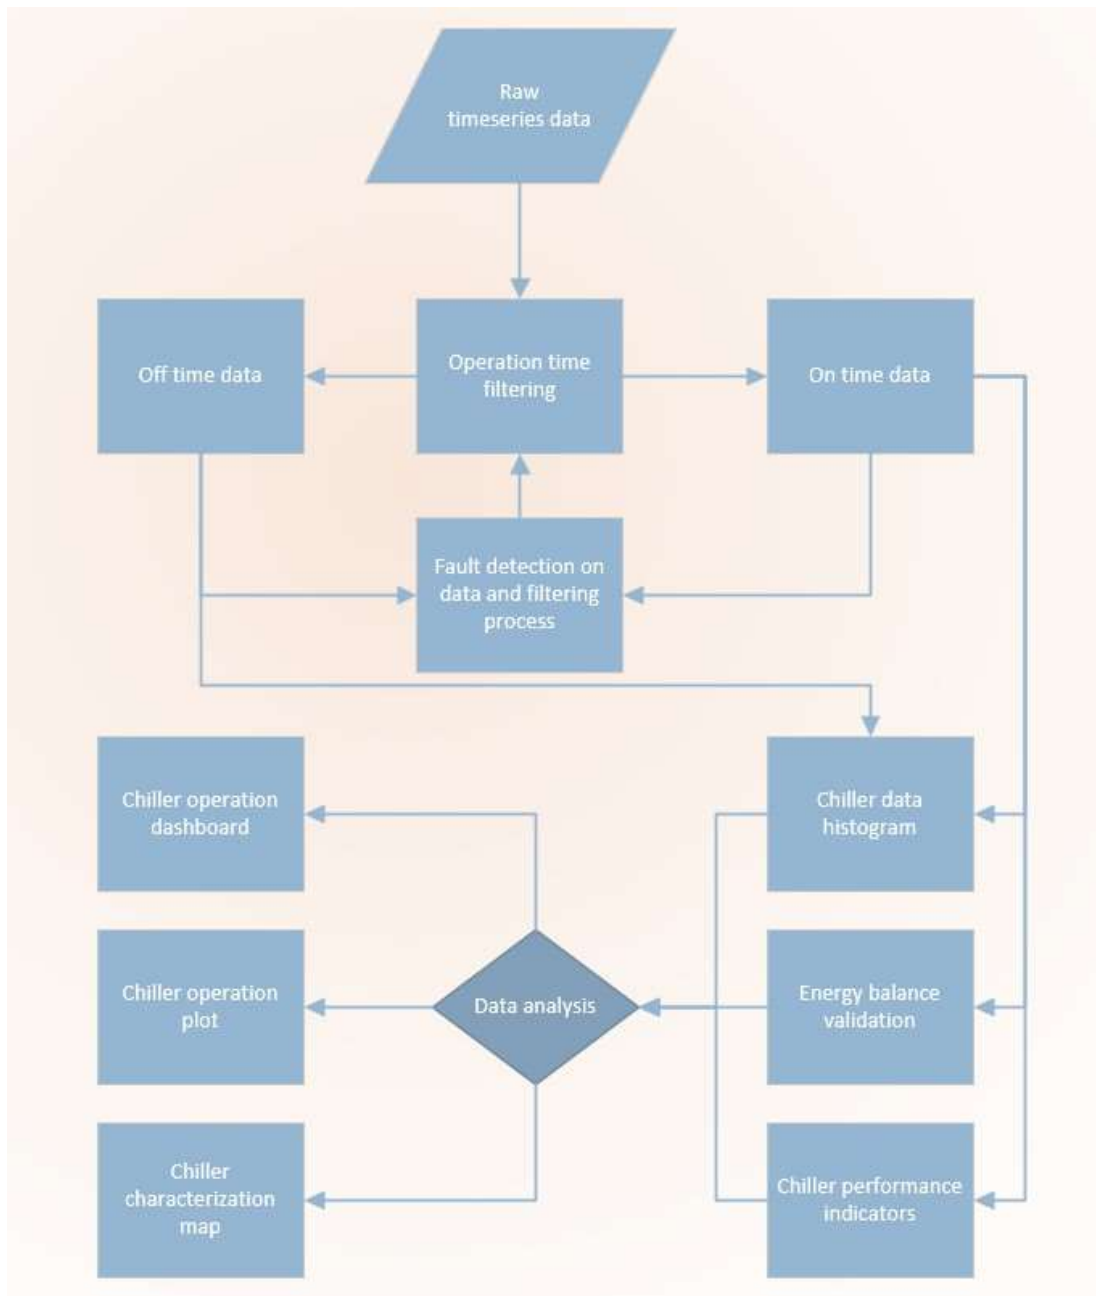 Raw
timeseries data
Off time data
Operation time
filtering
On time data
Fault detection on
data and filtering
process
Chiller operation
dashboard
Chiller data
histogram
Chiller operation
plot
Data analysis
Energy balance
validation
Chiller
characterization
map
Chiller performance
indicators